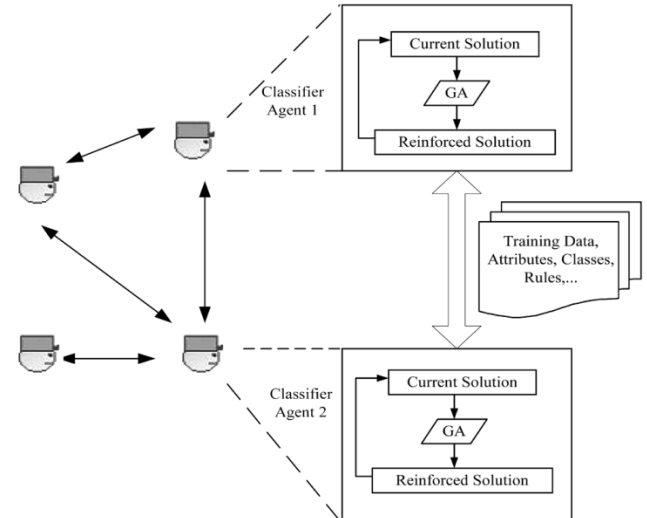 Classifier
Agent 1
Current Solution
GA
Reinforced Solution
Training Data,
Attributes, Classes,
Rules,...
Classifier
Agent 2
Current Solution
GA
Reinforced Solution